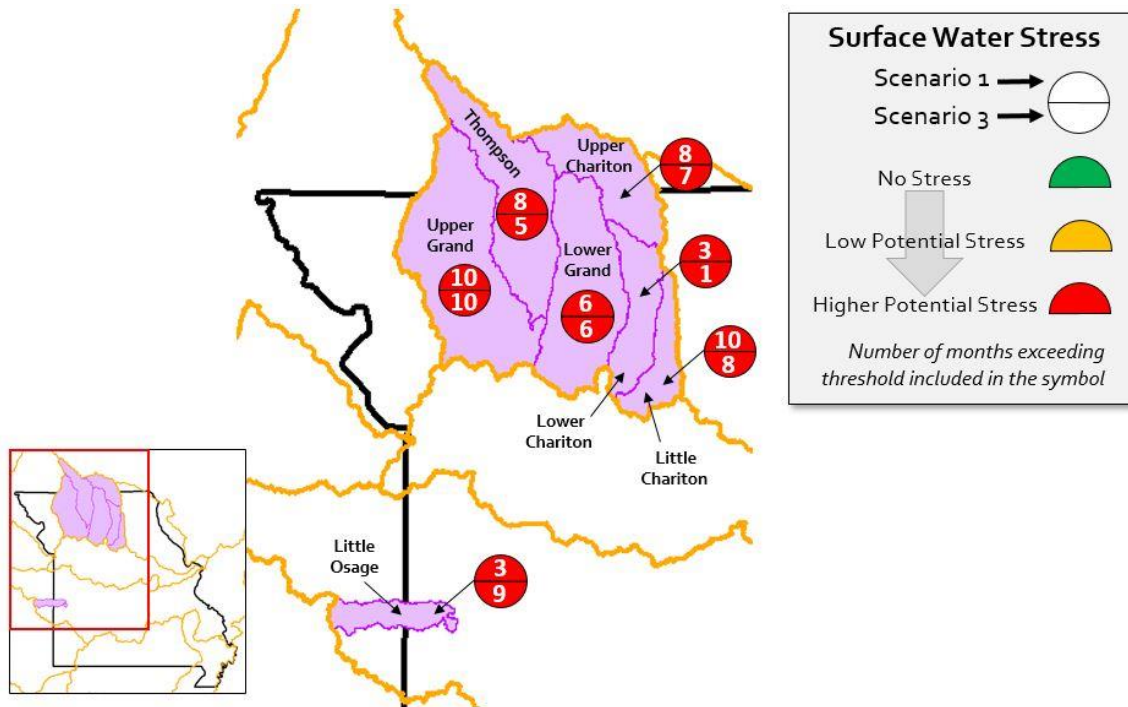 Surface Water Stress
Scenario 1
Scenario 3
No Stress
Low Potential Stress
Higher Potential Stress
Number of months exceeding
threshold included in the symbol
Thompson
8
5
Upper
Chariton
8
7
Upper
Grand
10
10
Lower
Grand
6
6
3
1
10
8
Lower
Chariton
Little
Chariton
Little
Osage
3
9